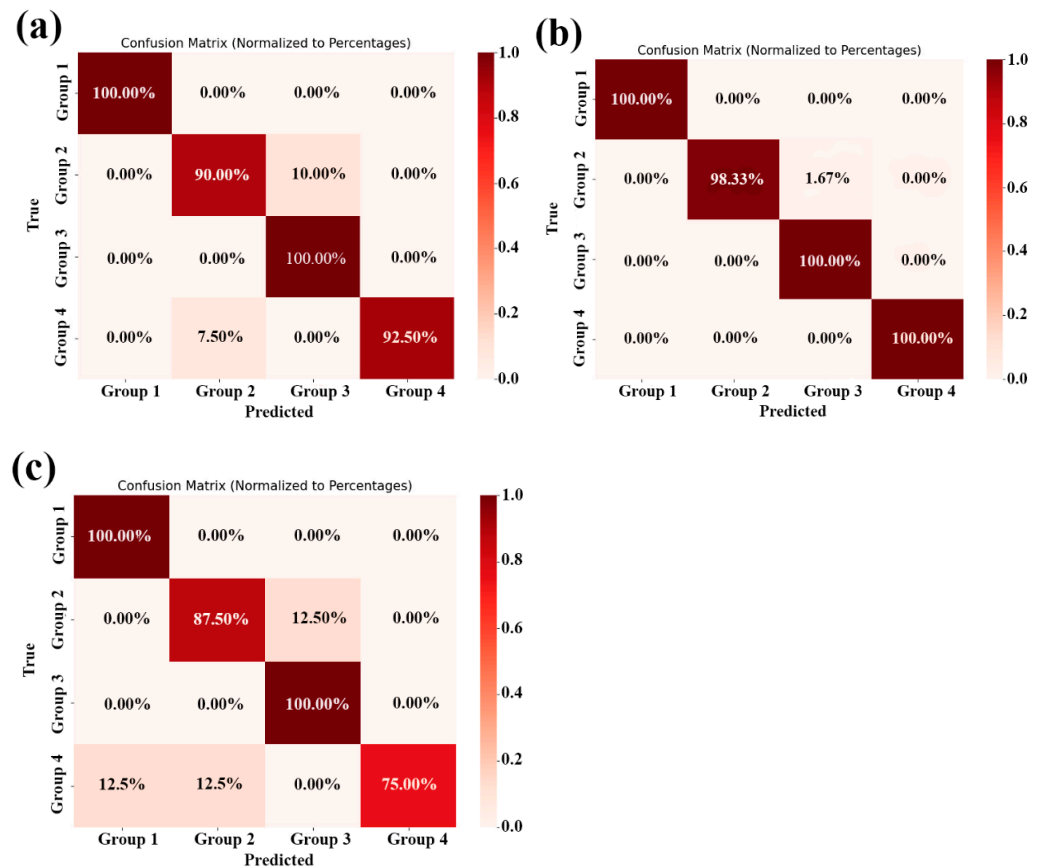 (a)
Confusion Matrix (Normalized to Percentages)
Group 1
100.00% 0.00% 0.00% 0.00%
Group 2
0.00% 90.00% 10.00% 0.00%
Group 3
0.00% 0.00% 100.00% 0.00%
Group 4
0.00% 7.50% 0.00% 92.50%
True
Group 1 Group 2 Group 3 Group 4
Predicted
1.0
0.8
0.6
0.4
0.2
0.0
(b)
Confusion Matrix (Normalized to Percentages)
Group 1
100.00% 0.00% 0.00% 0.00%
Group 2
0.00% 98.33% 1.67% 0.00%
Group 3
0.00% 0.00% 100.00% 0.00%
Group 4
0.00% 0.00% 0.00% 100.00%
True
Group 1 Group 2 Group 3 Group 4
Predicted
1.0
0.8
0.6
0.4
0.2
0.0
(c)
Confusion Matrix (Normalized to Percentages)
Group 1
100.00% 0.00% 0.00% 0.00%
Group 2
0.00% 87.50% 12.50% 0.00%
Group 3
0.00% 0.00% 100.00% 0.00%
Group 4
12.5% 12.5% 0.00% 75.00%
True
Group 1 Group 2 Group 3 Group 4
Predicted
1.0
0.8
0.6
0.4
0.2
0.0